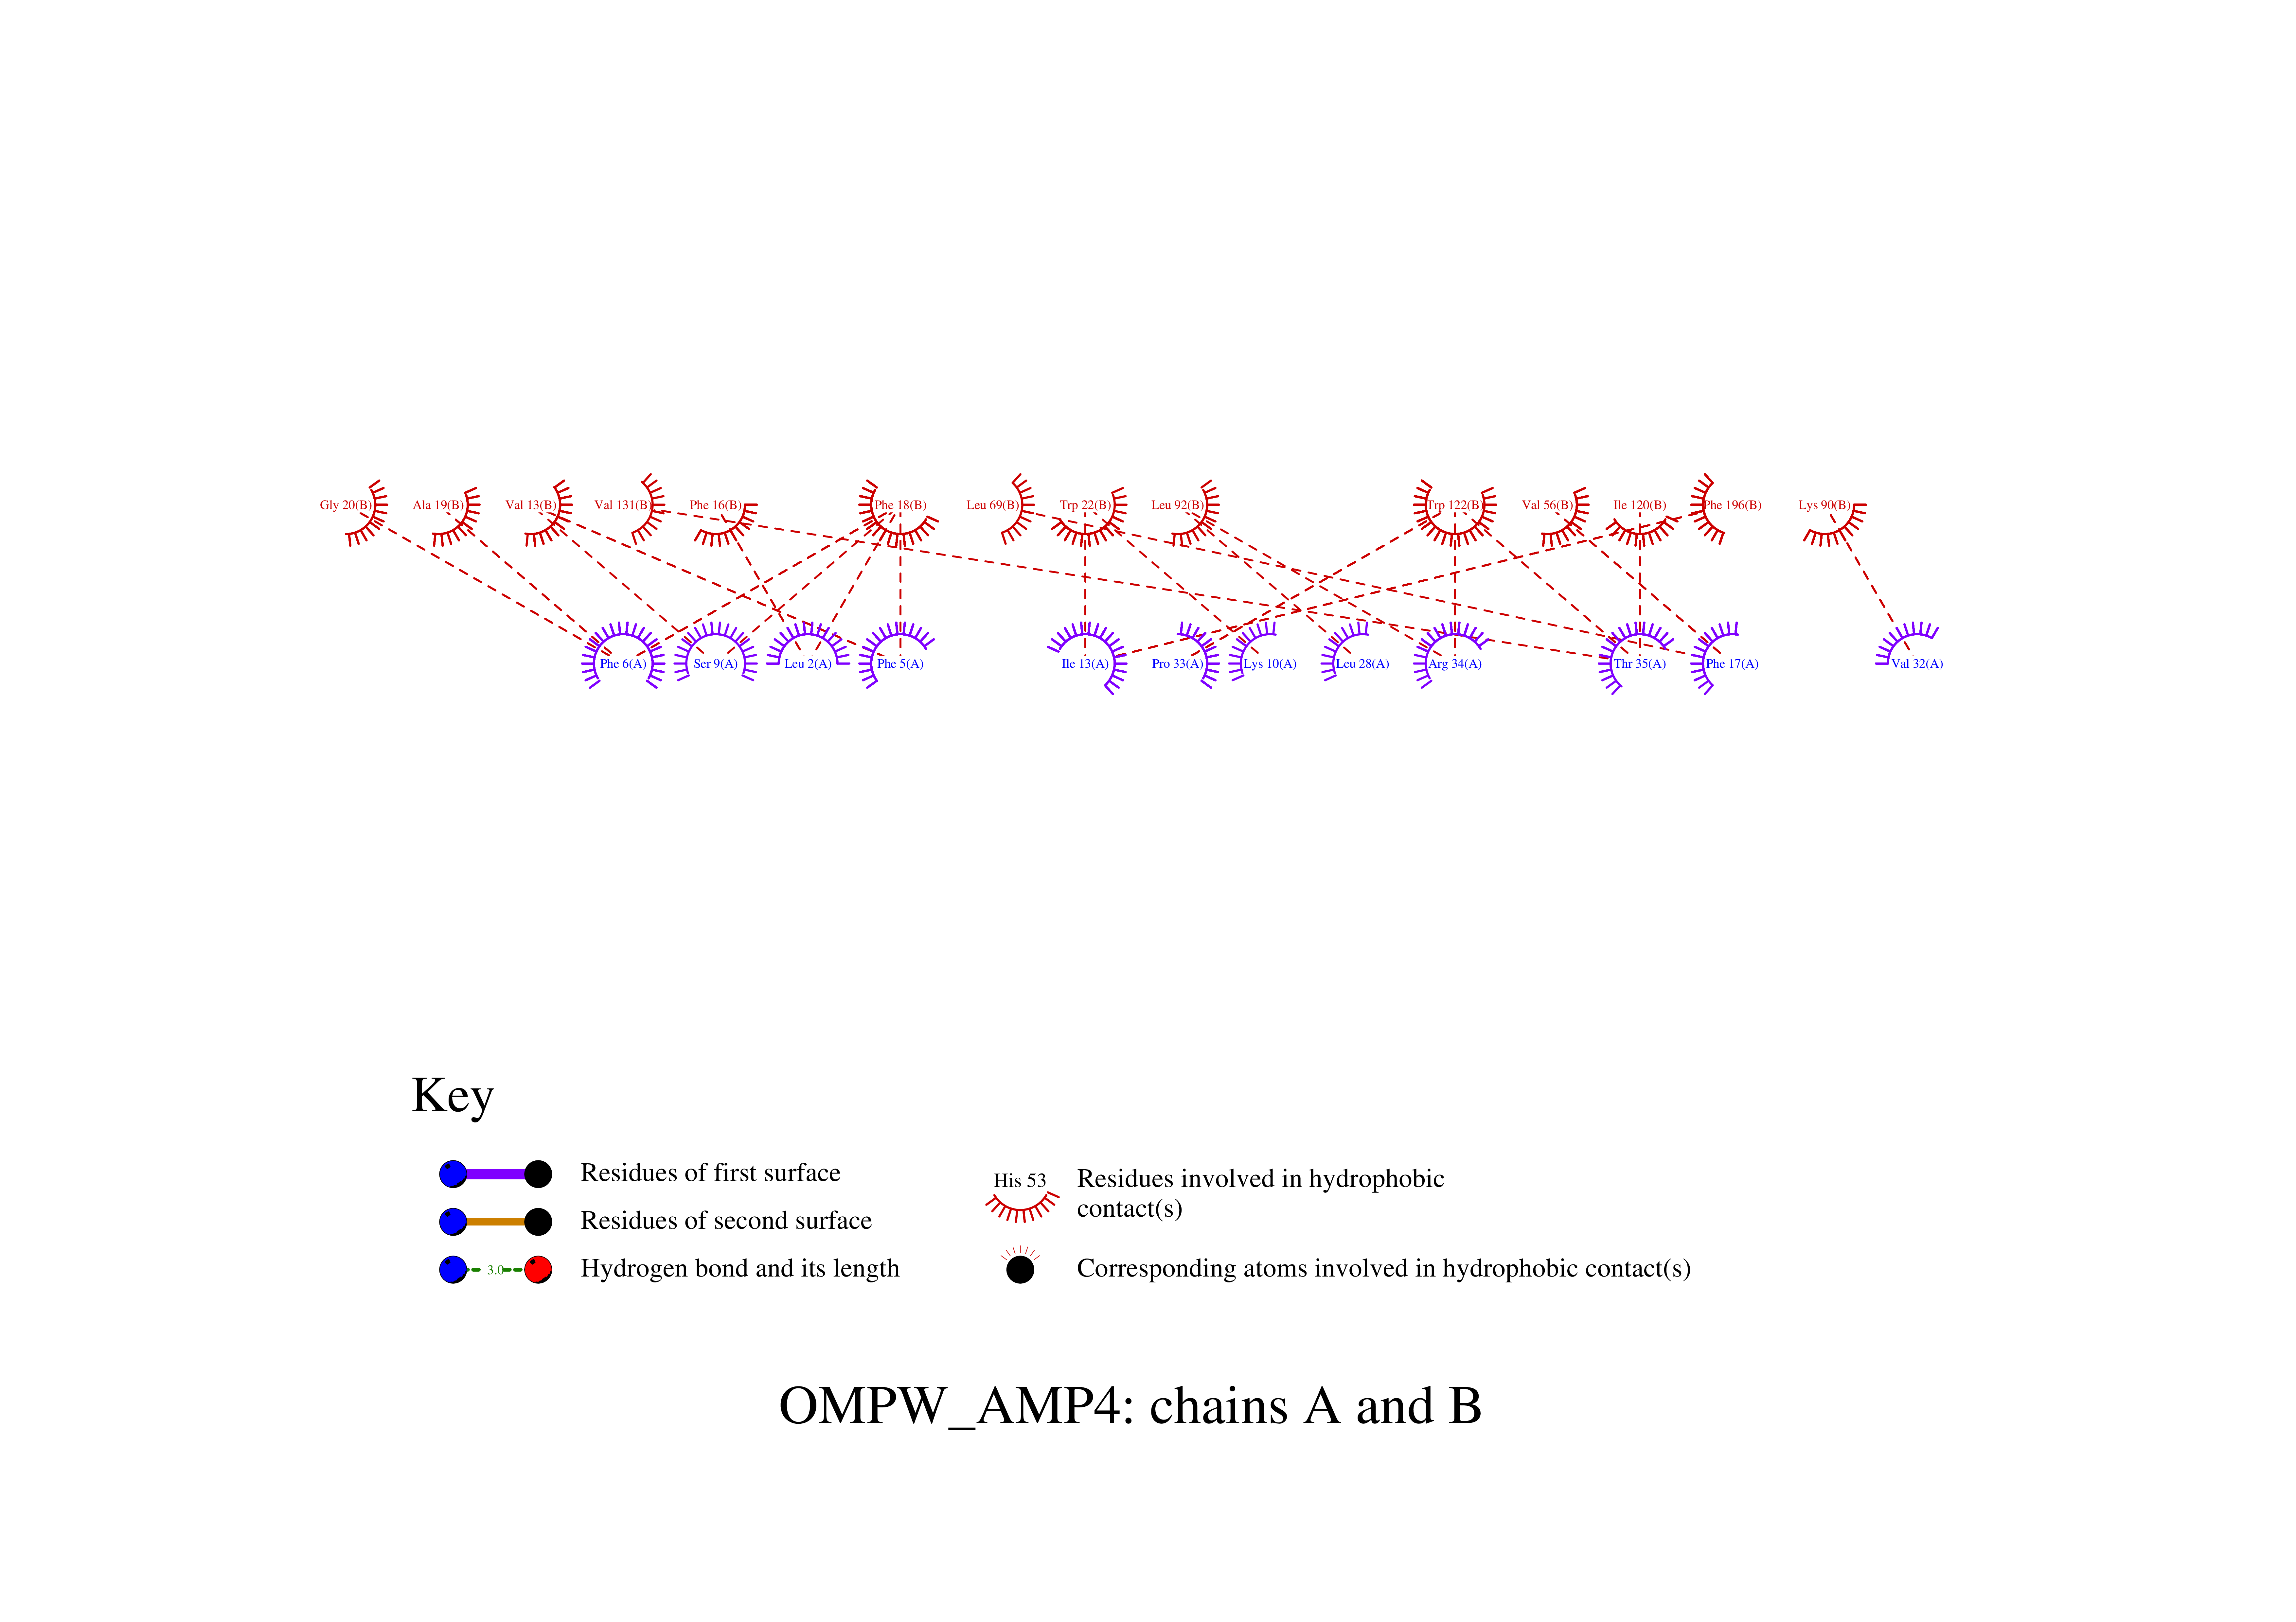 Gly 20(B) Ala 19(B) Val 13(B) Val 131(B) Phe 16(B) Phe 18(B) Leu 69(B) Trp 22(B) Leu 92(B) Trp 122(B) Val 56(B) Ile 120(B) Phe 196(B) Lys 90(B)
Phe 6(A) Ser 9(A) Leu 2(A) Phe 5(A) Ile 13(A) Pro 33(A) Lys 10(A) Leu 28(A) Arg 34(A) Thr 35(A) Phe 17(A) Val 32(A)
Key
Residues of first surface
Residues of second surface
3.0 Hydrogen bond and its length
His 53 Residues involved in hydrophobic
contact(s)
Corresponding atoms involved in hydrophobic contact(s)
OMPW_AMP4: chains A and B